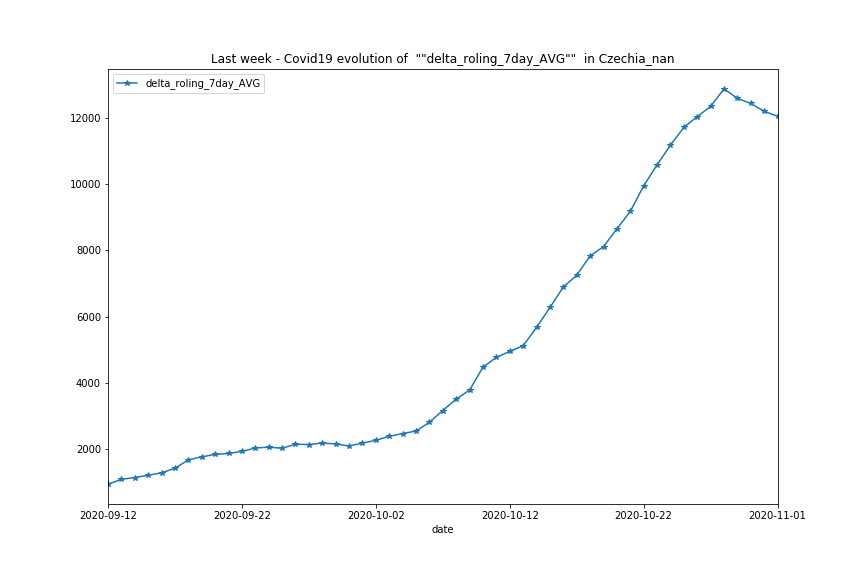 Last week - Covid19 evolution of  ""delta_roling_7day_AVG""  in Czechia_nan
delta_roling_7day_AVG
12000
10000
8000
6000
4000
2000
2020-09-12 2020-09-22 2020-10-02 2020-10-12 2020-10-22 2020-11-01
date